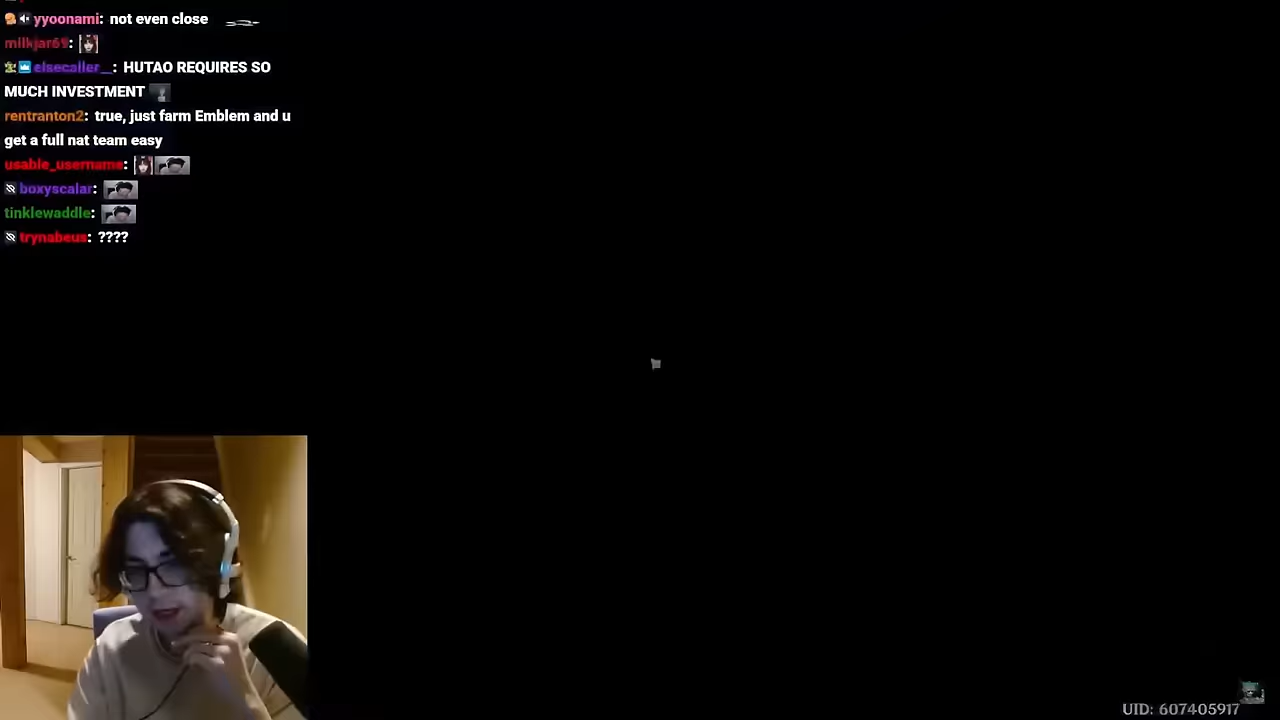 yyoonami: not even close
milkjar69:
elsecaller__: HUTAO REQUIRES SO
MUCH INVESTMENT
rentranton2: true, just farm Emblem and u
get a full nat team easy
usable_username:
boxyscalar:
tinklewaddle:
trynabeus: ????
UID: 607405917